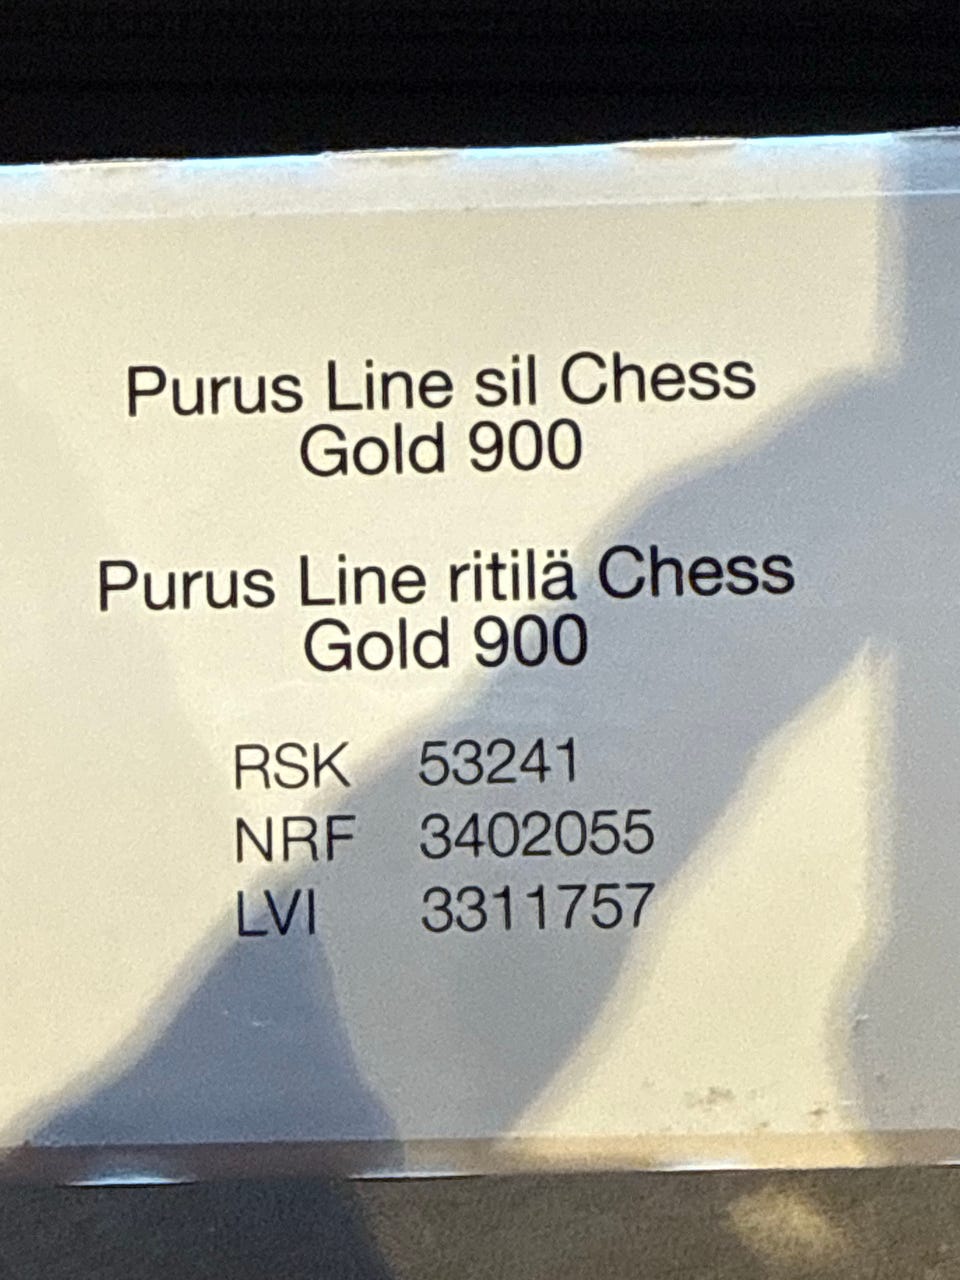 Purus Line sil Chess
Gold 900
Purus Line ritilä Chess
Gold 900
RSK 53241
NRF 3402055
LVI 3311757